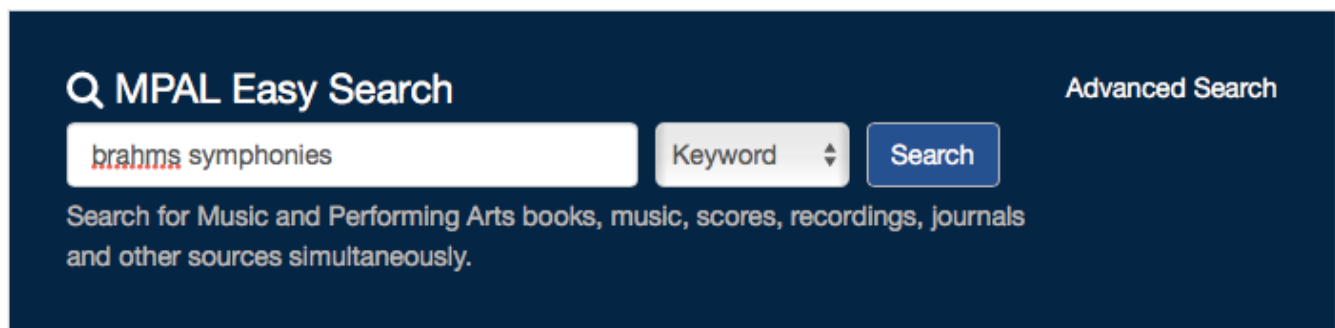 MPAL Easy Search
Advanced Search
brahms symphonies
Keyword
Search
Search for Music and Performing Arts books, music, scores, recordings, journals
and other sources simultaneously.